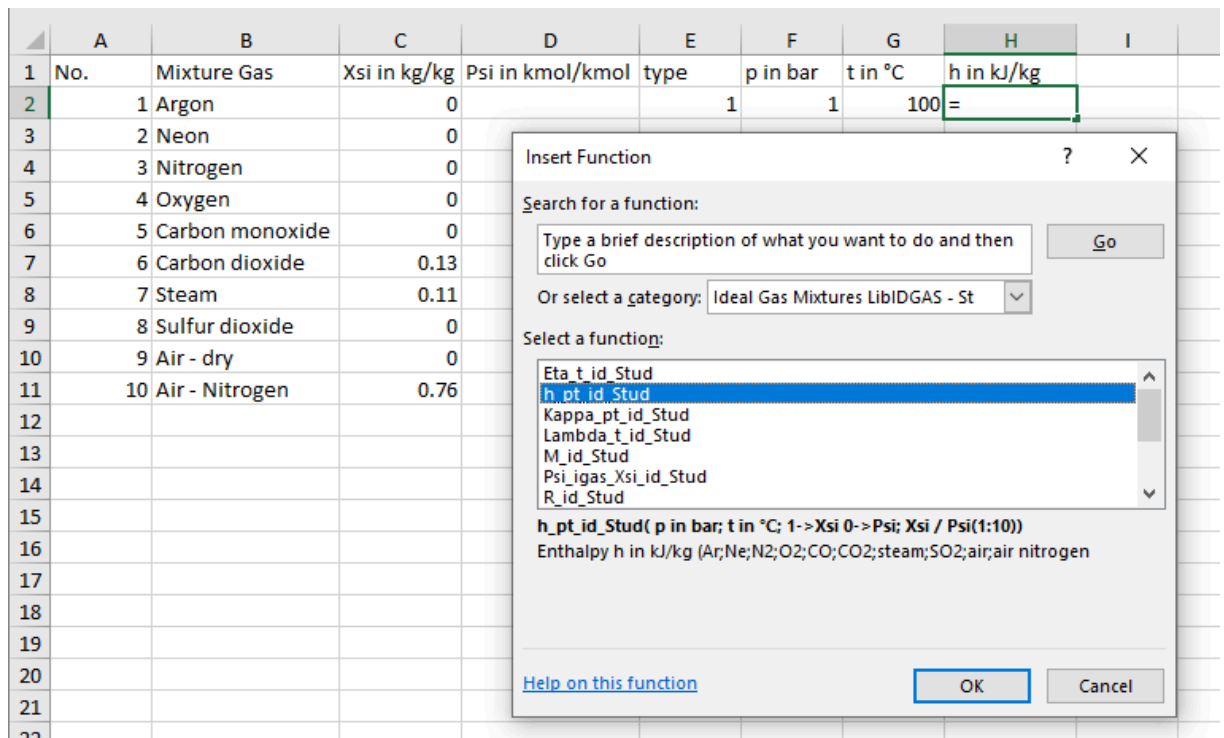 A B C D E F G H I
1 No. Mixture Gas Xsi in kg/kg Psi in kmol/kmol type p in bar t in °C h in kJ/kg
2 1 Argon 0 1 1 100 =
3 2 Neon 0
4 3 Nitrogen 0
5 4 Oxygen 0
6 5 Carbon monoxide 0
7 6 Carbon dioxide 0.13
8 7 Steam 0.11
9 8 Sulfur dioxide 0
10 9 Air - dry 0
11 10 Air - Nitrogen 0.76
12
13
14
15
16
17
18
19
20
21
22
Insert Function ?
Search for a function:
Type a brief description of what you want to do and then
click Go
Go
Or select a category: Ideal Gas Mixtures LibIDGAS - St
Select a function:
Eta_t_id_Stud
h_pt_id_Stud
Kappa_pt_id_Stud
Lambda_t_id_Stud
M_id_Stud
Psi_igas_Xsi_id_Stud
R_id_Stud
h_pt_id_Stud( p in bar; t in °C; 1->Xsi 0->Psi; Xsi / Psi(1:10))
Enthalpy h in kJ/kg (Ar;Ne;N2;O2;CO;CO2;steam;SO2;air;air nitrogen
Help on this function OK Cancel